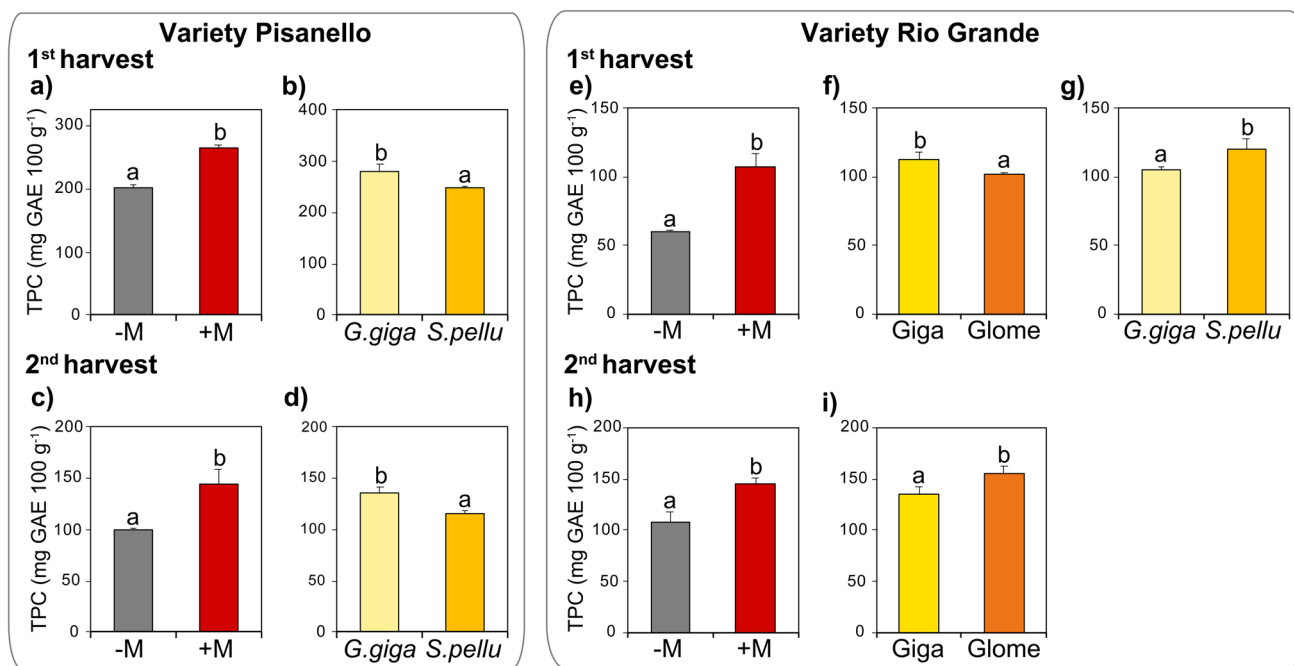 Variety Pisanello
1st harvest
a)
TPC (mg GAE 100 g-1)
300
200
100
0
a
b
-M +M
b)
400
300
200
300
0
b
a
G.giga S.pellu
2nd harvest
c)
TPC (mg GAE 100 g-1)
200
150
100
50
0
a
b
-M +M
d)
200
150
100
50
0
b
a
G.giga S.pellu
Variety Rio Grande
1st harvest
e)
TPC (mg GAE 100 g-1)
150
100
50
0
a
b
-M +M
f)
150
100
50
0
b
a
Giga Glome
g)
150
100
50
0
a
b
G.giga S.pellu
2nd harvest
h)
TPC (mg GAE 100 g-1)
200
150
100
50
0
a
b
-M +M
i)
200
150
100
50
0
a
b
Giga Glome